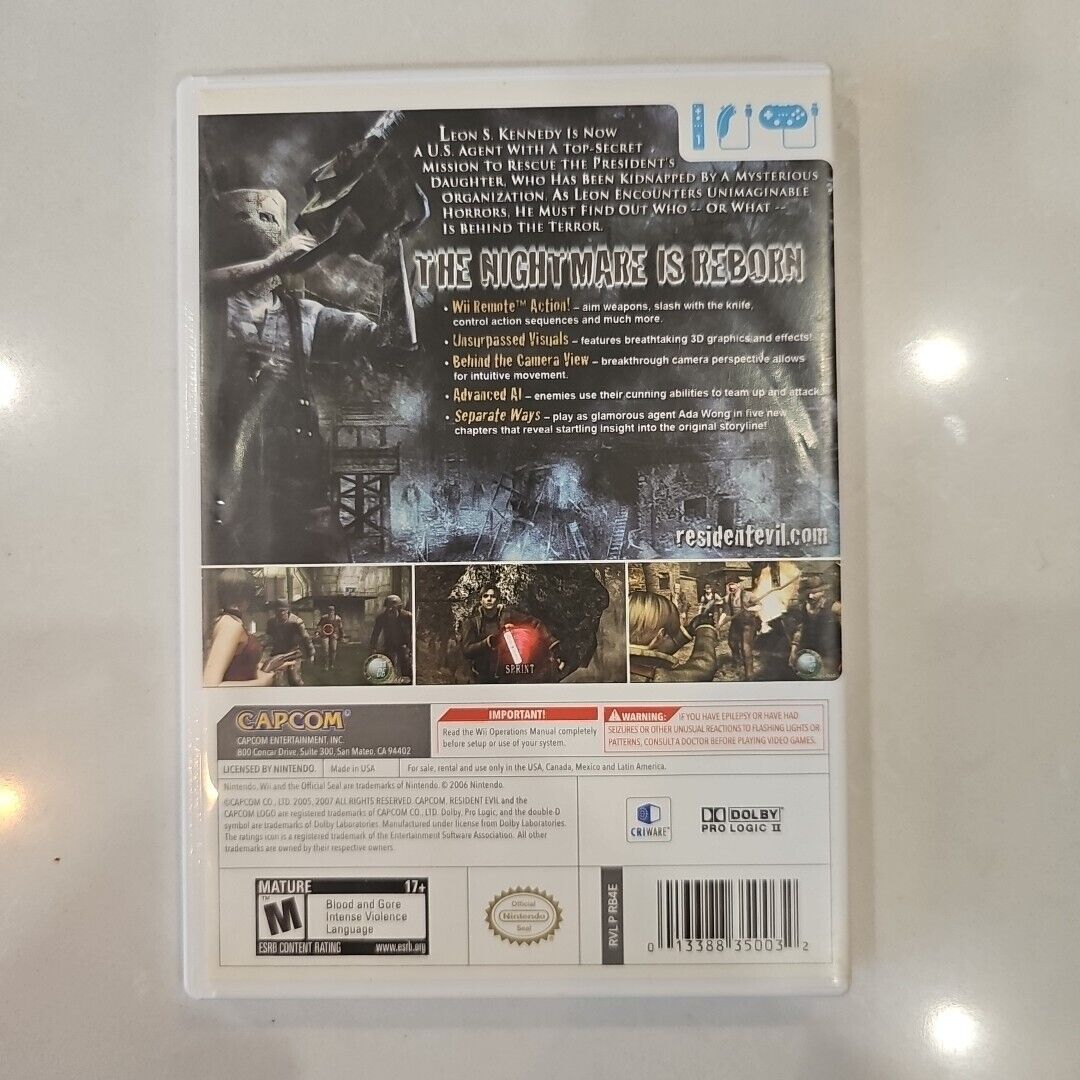 1
LEON S. KENNEDY IS NOW
A U.S. AGENT WITH A TOP-SECRET
MISSION TO RESCUE THE PRESIDENT'S
DAUGHTER, WHO HAS BEEN KIDNAPPED BY A MYSTERIOUS
ORGANIZATION. AS LEON ENCOUNTERS UNIMAGINABLE
HORRORS, HE MUST FIND OUT WHO -- OR WHAT --
IS BEHIND THE TERROR.
THE NIGHTMARE IS REBORN
• Wii Remote™ Action! – aim weapons, slash with the knife,
control action sequences and much more.
• Unsurpassed Visuals – features breathtaking 3D graphics and effects!
• Behind the Camera View – breakthrough camera perspective allows
for intuitive movement.
• Advanced AI – enemies use their cunning abilities to team up and attack.
• Separate Ways – play as glamorous agent Ada Wong in five new
chapters that reveal startling insight into the original storyline!
residentevil.com
SPRINT
CAPCOM®
CAPCOM ENTERTAINMENT, INC.
800 Concar Drive, Suite 300, San Mateo, CA 94402
IMPORTANT!
Read the Wii Operations Manual completely
before setup or use of your system.
WARNING: IF YOU HAVE EPILEPSY OR HAVE HAD
SEIZURES OR OTHER UNUSUAL REACTIONS TO FLASHING LIGHTS OR
PATTERNS, CONSULT A DOCTOR BEFORE PLAYING VIDEO GAMES.
LICENSED BY NINTENDO. Made in USA For sale, rental and use only in the USA, Canada, Mexico and Latin America.
Nintendo, Wii and the Official Seal are trademarks of Nintendo. © 2006 Nintendo.
©CAPCOM CO., LTD. 2005, 2007 ALL RIGHTS RESERVED. CAPCOM, RESIDENT EVIL and the
CAPCOM LOGO are registered trademarks of CAPCOM CO., LTD. Dolby, Pro Logic, and the double-D
symbol are trademarks of Dolby Laboratories. Manufactured under license from Dolby Laboratories.
The ratings icon is a registered trademark of the Entertainment Software Association. All other
trademarks are owned by their respective owners.
CRIWARE™
DOLBY
PRO LOGIC II
MATURE 17+
M
Blood and Gore
Intense Violence
Language
ESRB CONTENT RATING www.esrb.org
Official
Nintendo
Seal
RVL P RB4E
0 13388 35003 2